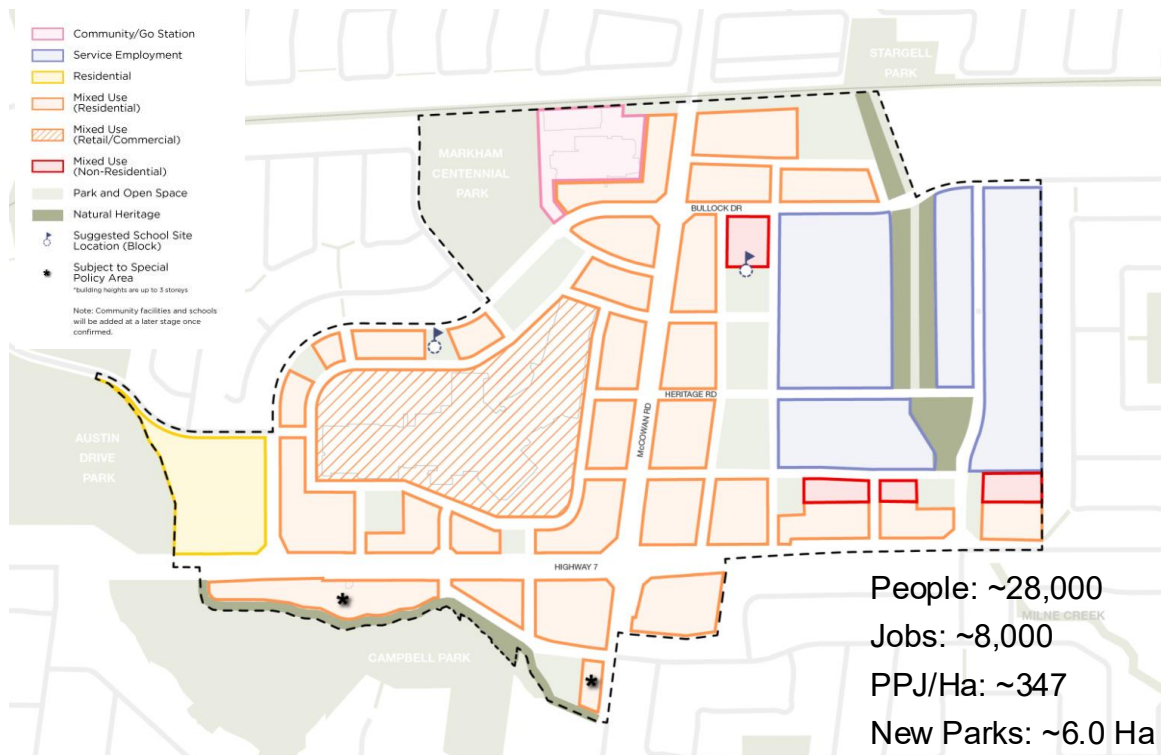 Community/Go Station
Service Employment
Residential
Mixed Use
(Residential)
Mixed Use
(Retail/Commercial)
Mixed Use
(Non-Residential)
Park and Open Space
Natural Heritage
Suggested School Site
Location (Block)
Subject to Special
Policy Area
*building heights are up to 3 storeys
Note: Community facilities and schools
will be added at a later stage once
confirmed.
STARGELL
PARK
MARKHAM
CENTENNIAL
PARK
BULLOCK DR
HERITAGE RD
McCOWAN RD
AUSTIN
DRIVE
PARK
HIGHWAY 7
CAMPBELL PARK
MILNE CREEK
People: ~28,000
Jobs: ~8,000
PPJ/Ha: ~347
New Parks: ~6.0 Ha